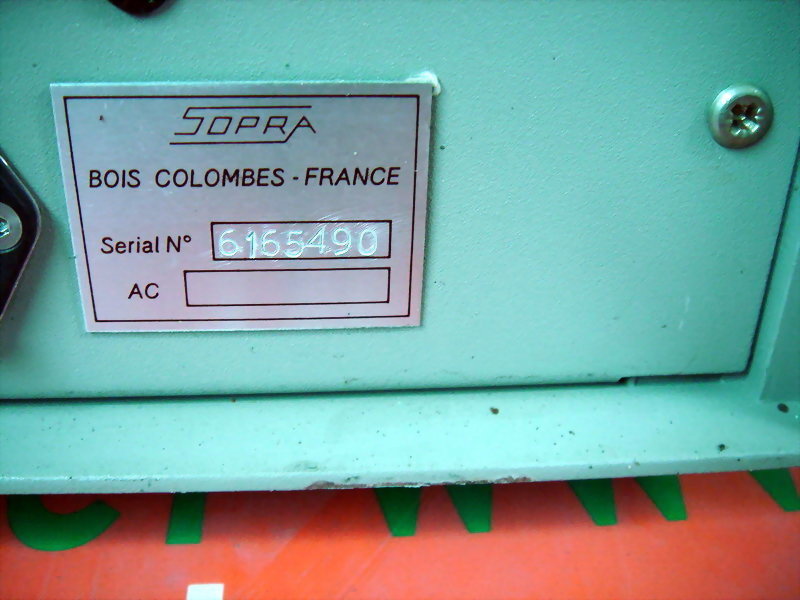 SOPRA
BOIS COLOMBES - FRANCE
Serial N° 6165490
AC